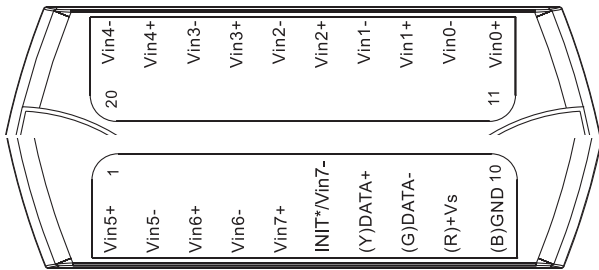 Vin4-
Vin4+
Vin3-
Vin3+
Vin2-
Vin2+
Vin1-
Vin1+
Vin0-
Vin0+
20
11
1
Vin5+
Vin5-
Vin6+
Vin6-
Vin7+
INIT*/Vin7-
(Y)DATA+
(G)DATA-
(R)+Vs
(B)GND 10